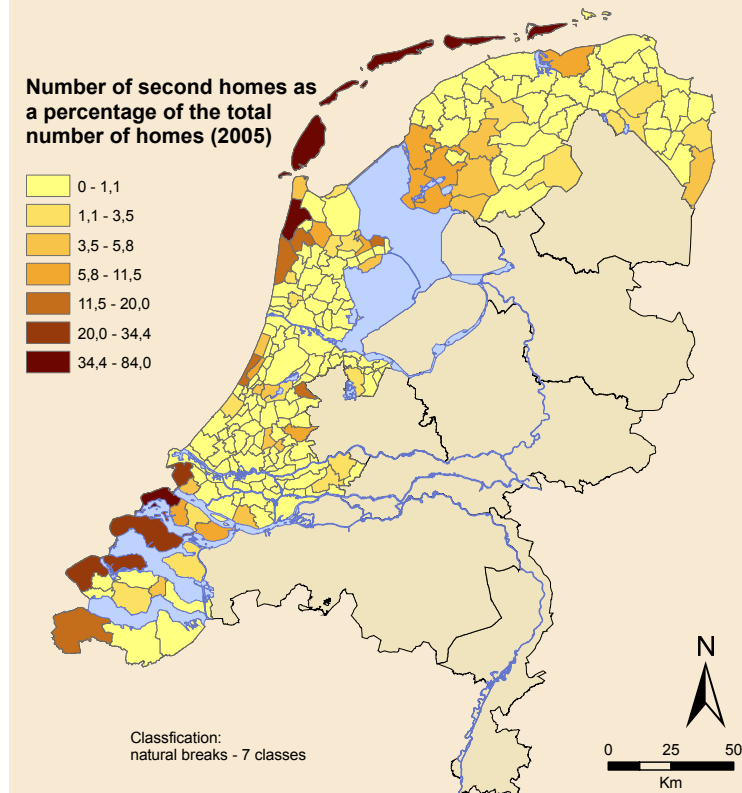 Number of second homes as
a percentage of the total
number of homes (2005)
0 - 1,1
1,1 - 3,5
3,5 - 5,8
5,8 - 11,5
11,5 - 20,0
20,0 - 34,4
34,4 - 84,0
Classfication:
natural breaks - 7 classes
N
0 25 50
Km